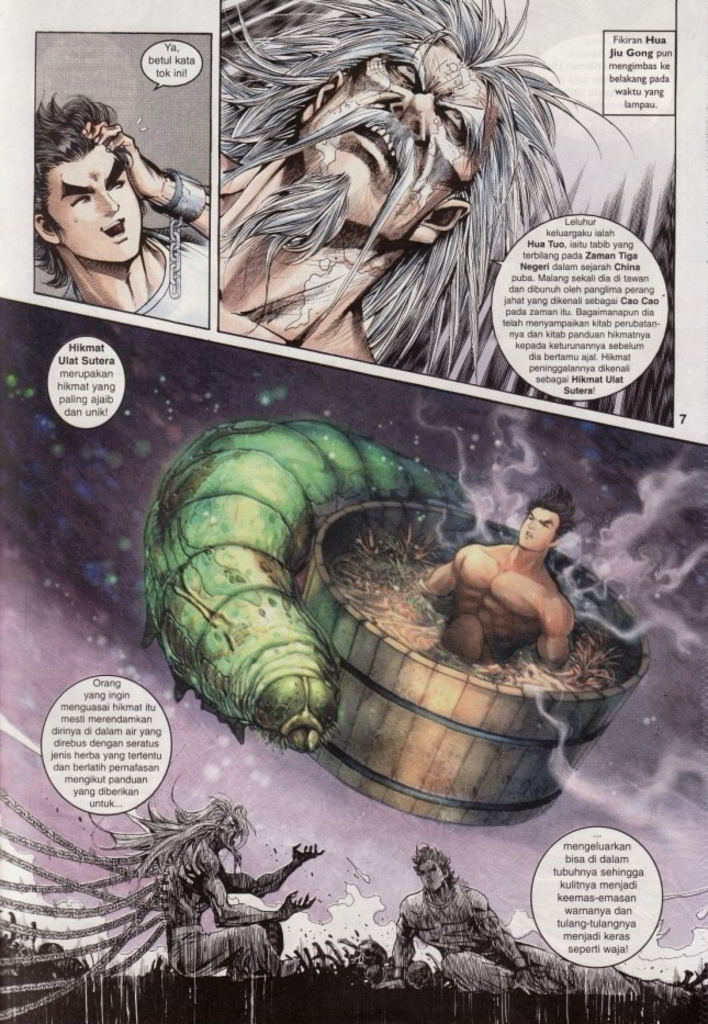 Ya,
betul kata
tok ini!
Fikiran Hua
Jiu Gong pun
mengimbas ke
belakang pada
waktu yang
lampau.
Leluhur
keluargaku ialah
Hua Tuo, iaitu tabib yang
terbilang pada Zaman Tiga
Negeri dalam sejarah China
puba. Malang sekali dia di tawan
dan dibunuh oleh panglima perang
jahat yang dikenali sebagai Cao Cao
pada zaman itu. Bagaimanapun dia
telah menyampaikan kitab perubatan-
nya dan kitab panduan hikmatnya
kepada keturunannya sebelum
dia bertamu ajal. Hikmat
peninggalannya dikenali
sebagai Hikmat Ulat
Sutera!
7
Hikmat
Ulat Sutera
merupakan
hikmat yang
paling ajaib
dan unik!
Orang
yang ingin
menguasai hikmat itu
mesti merendamkan
dirinya di dalam air yang
direbus dengan seratus
jenis herba yang tertentu
dan berlatih pernafasan
mengikut panduan
yang diberikan
untuk...
...
mengeluarkan
bisa di dalam
tubuhnya sehingga
kulitnya menjadi
keemas-emasan
warnanya dan
tulang-tulangnya
menjadi keras
seperti waja!